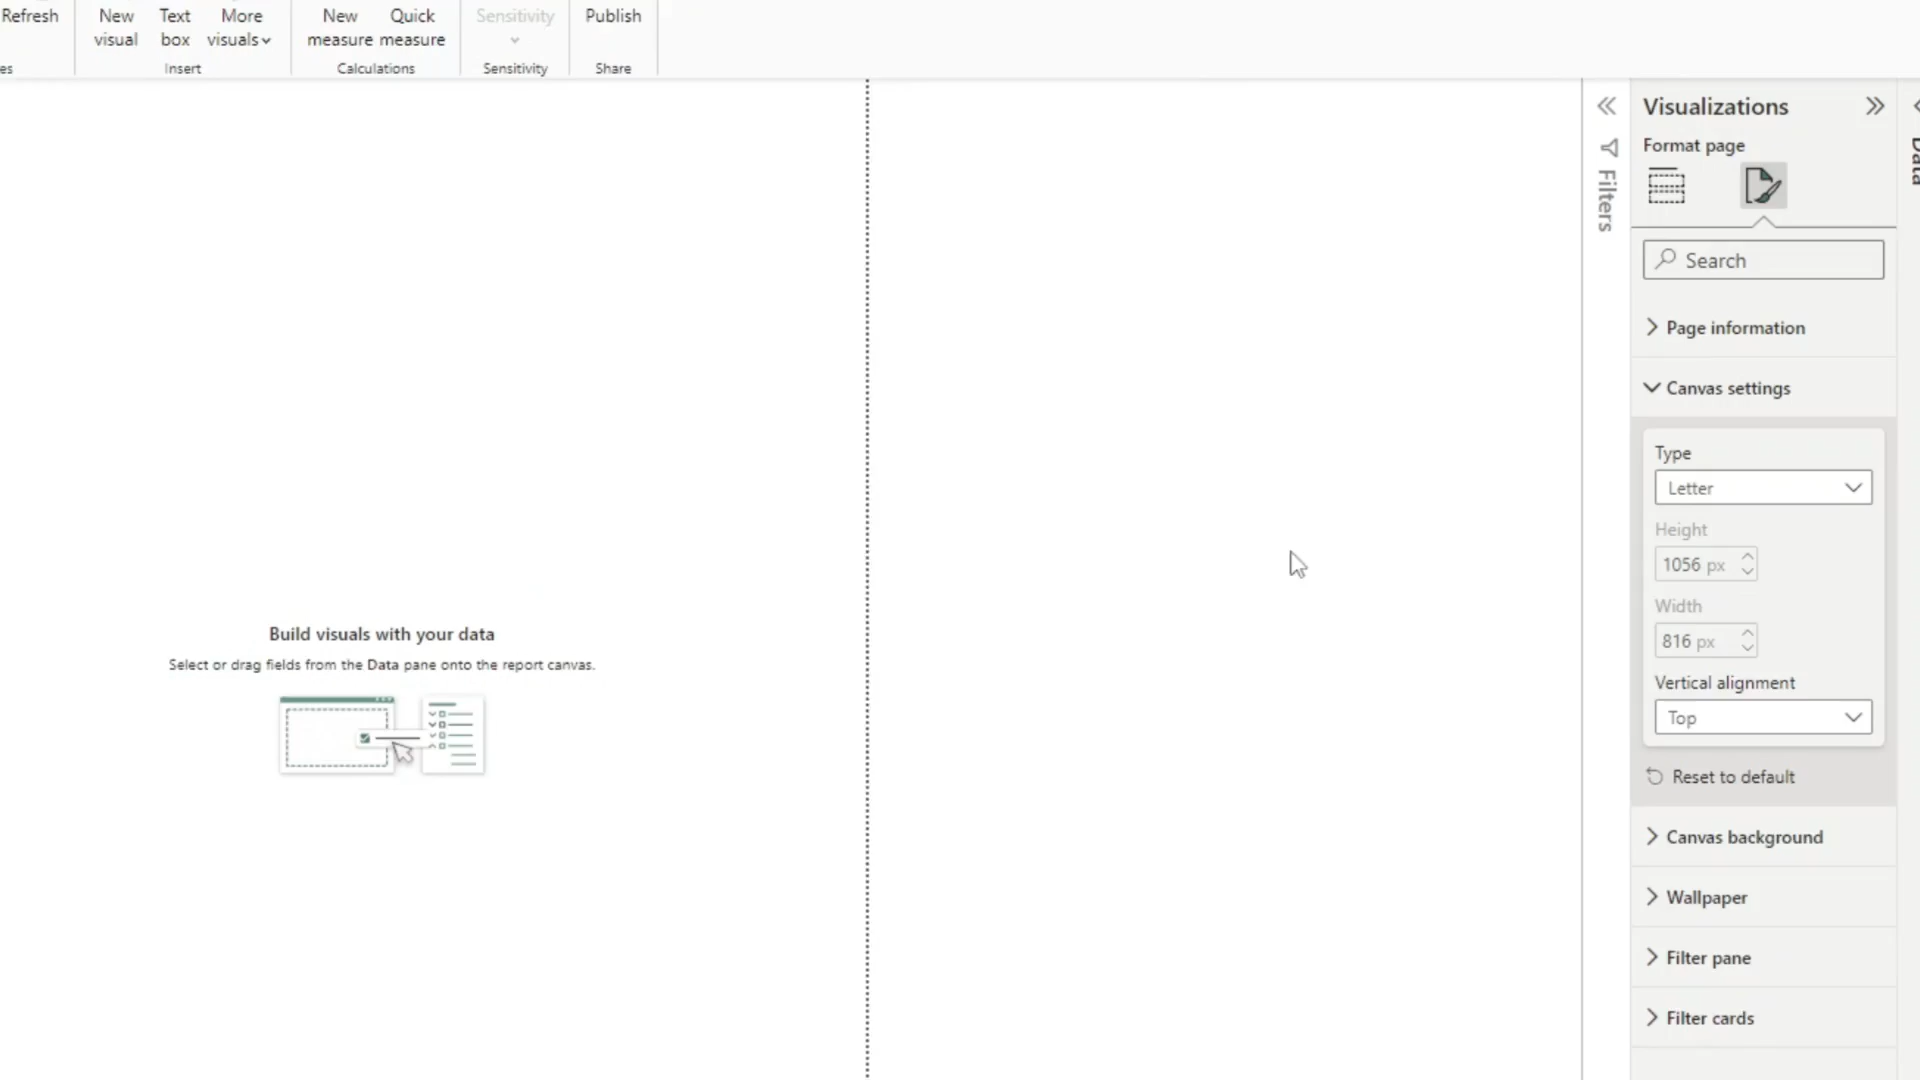 Refresh
New visual
Text box
More visuals
New measure
Quick measure
Sensitivity
Publish
es
Insert
Calculations
Sensitivity
Share
Visualizations
Format page
Data
Filters
Search
Page information
Canvas settings
Type
Letter
Height
1056 px
Width
816 px
Vertical alignment
Top
Reset to default
Canvas background
Wallpaper
Filter pane
Filter cards
Build visuals with your data
Select or drag fields from the Data pane onto the report canvas.